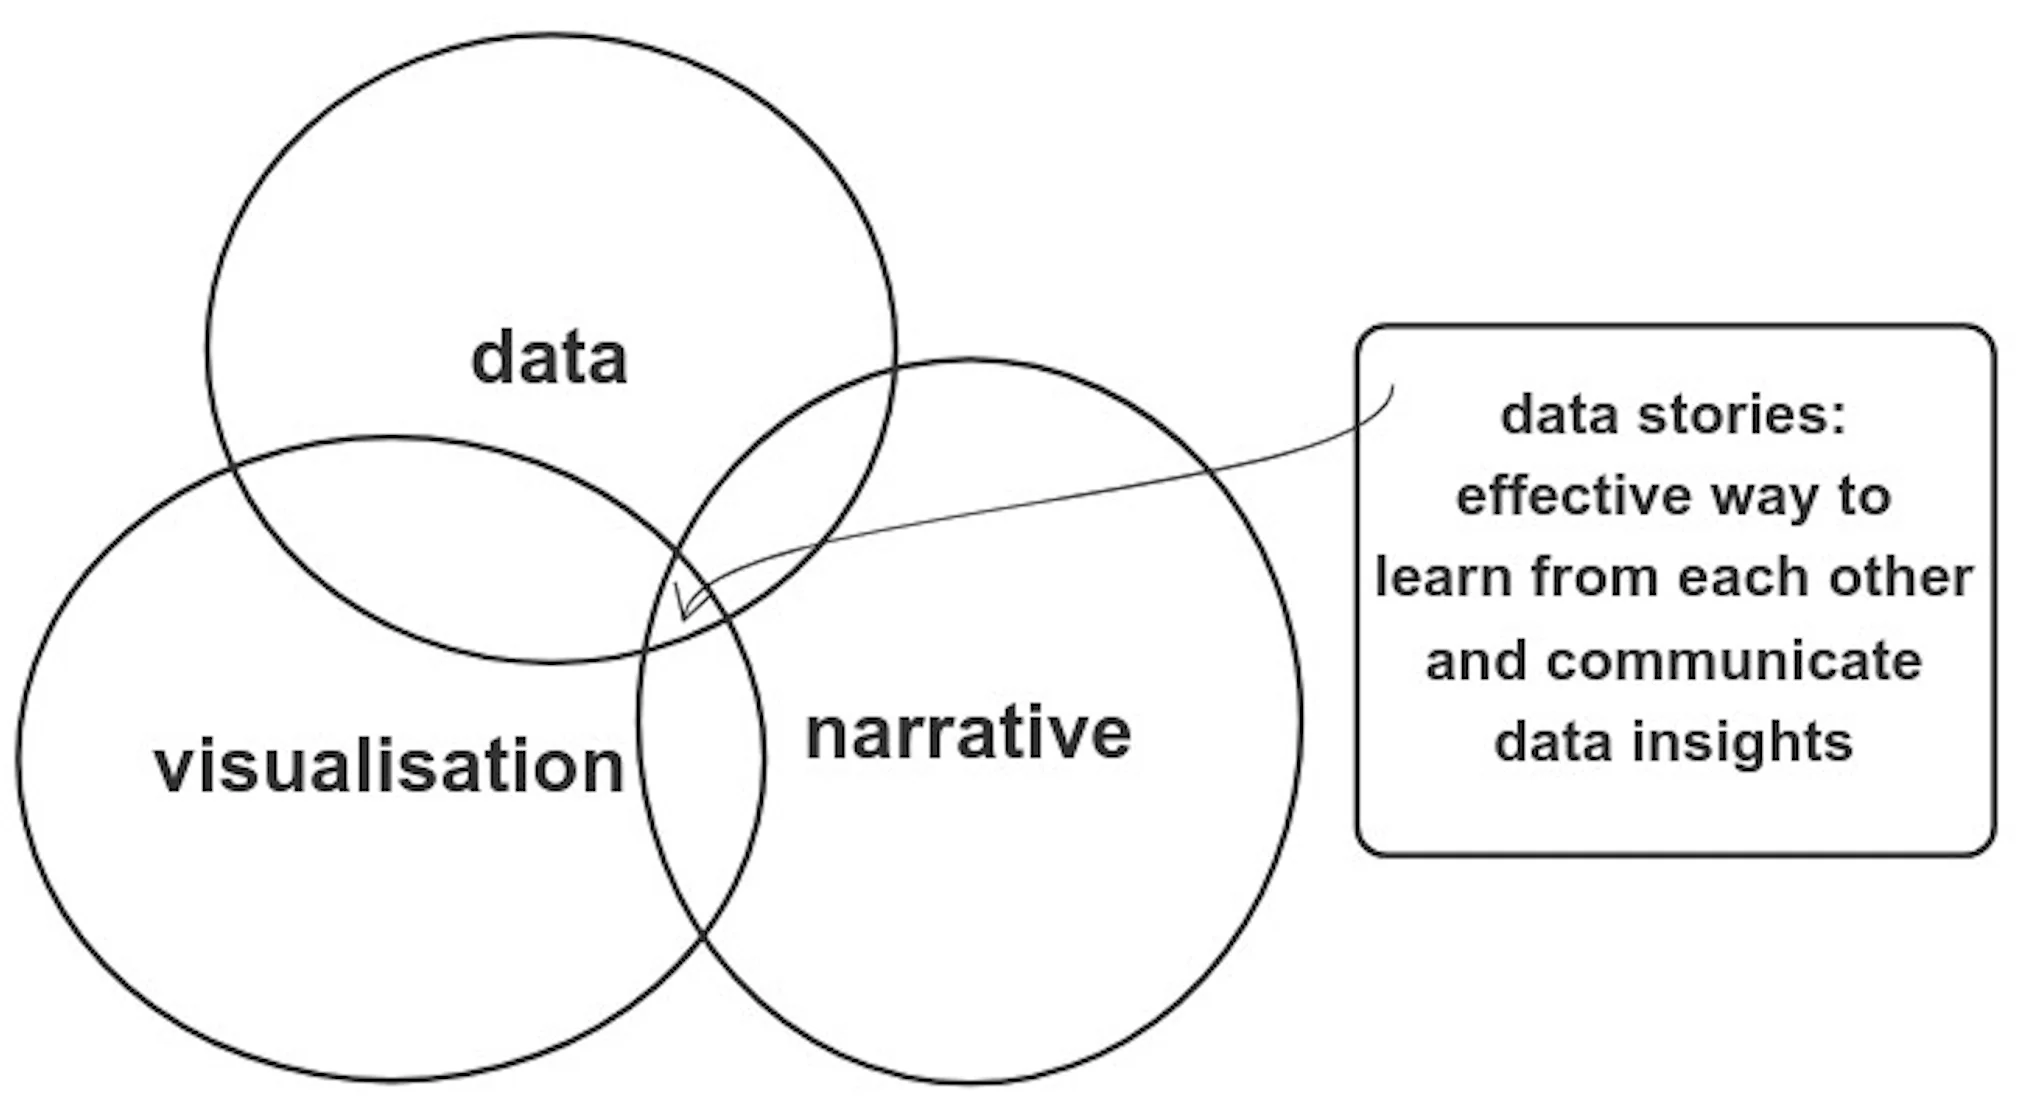 data
visualisation
narrative
data stories:
effective way to
learn from each other
and communicate
data insights